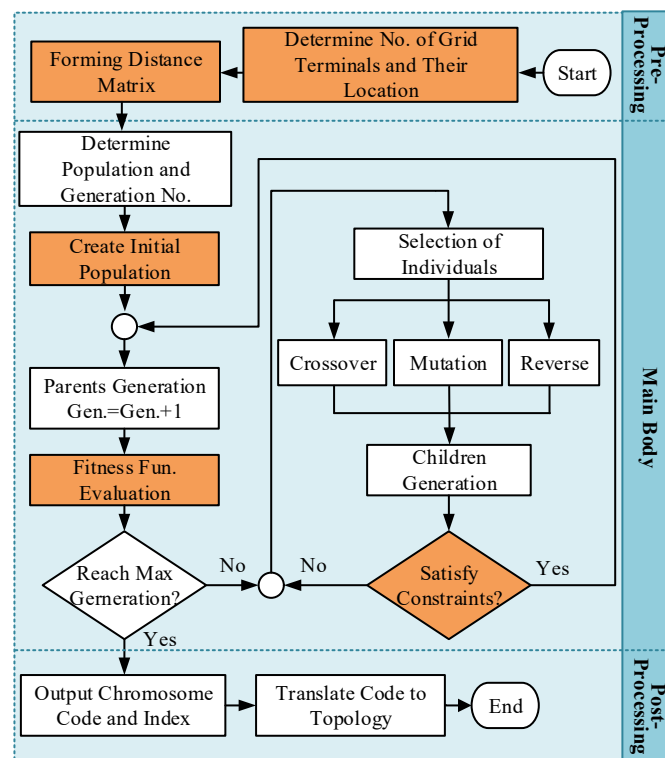 Determine No. of Grid
Terminals and Their
Location
Start
Forming Distance
Matrix
Pre-
Processing
Determine
Population and
Generation No.
Create Initial
Population
Parents Generation
Gen.=Gen.+1
Fitness Fun.
Evaluation
Reach Max
Gerneration?
No
Yes
Selection of
Individuals
Crossover
Mutation
Reverse
Children
Generation
Satisfy
Constraints?
No
Yes
Main Body
Output Chromosome
Code and Index
Translate Code to
Topology
End
Post-
Processing